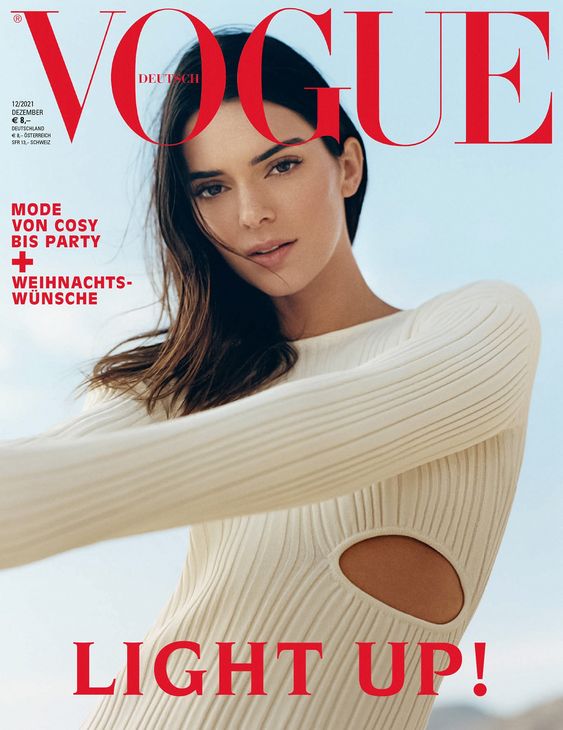 ®
VOGUE
DEUTSCH
12/2021
DEZEMBER
€ 8,–
DEUTSCHLAND
€ 8,- ÖSTERREICH
SFR 13,- SCHWEIZ
MODE
VON COSY
BIS PARTY
+
WEIHNACHTS-
WÜNSCHE
LIGHT UP!